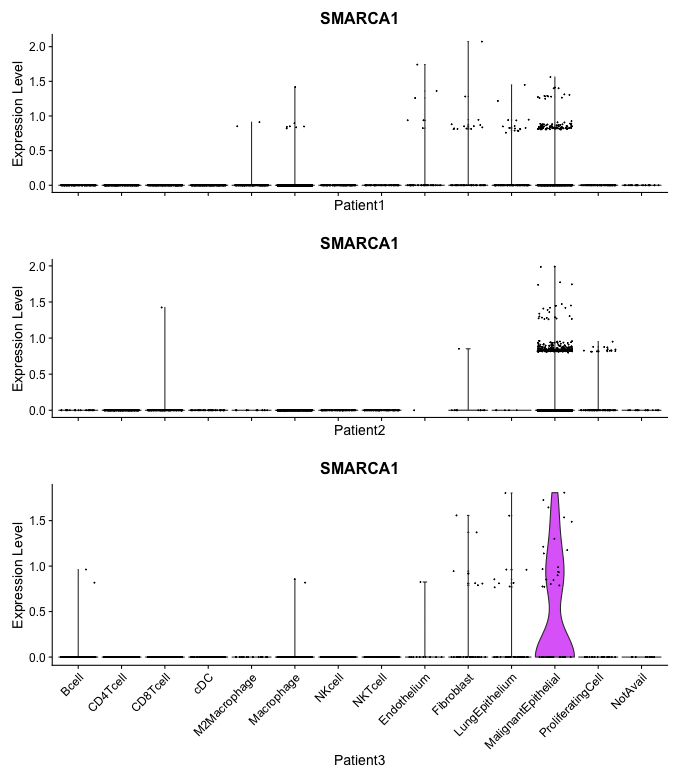 SMARCA1
Expression Level
2.0
1.5
1.0
0.5
0.0
Patient1
SMARCA1
Expression Level
2.0
1.5
1.0
0.5
0.0
Patient2
SMARCA1
Expression Level
1.5
1.0
0.5
0.0
Bcell
CD4Tcell
CD8Tcell
cDC
M2Macrophage
Macrophage
NKcell
NKTcell
Endothelium
Fibroblast
LungEpithelium
MalignantEpithelial
ProliferatingCell
NotAvail
Patient3